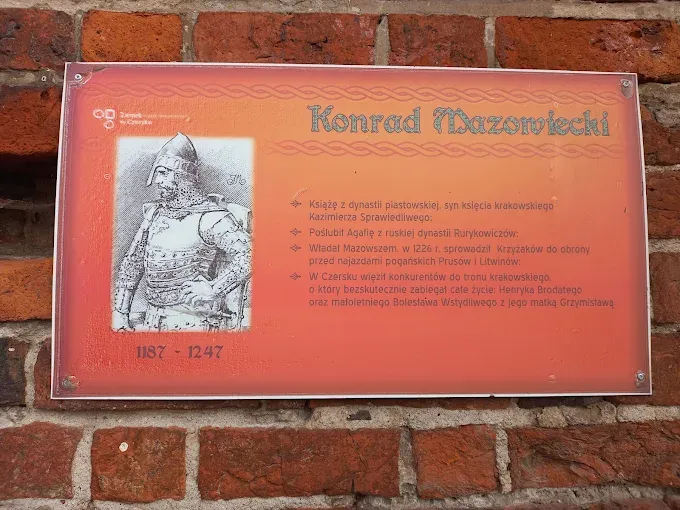 Zamek
w Czersku
Konrad Mazowiecki
Książę z dynastii piastowskiej, syn księcia krakowskiego
Kazimierza Sprawiedliwego;
Poślubił Agafię z ruskiej dynastii Rurykowiczów;
Władał Mazowszem, w 1226 r. sprowadził Krzyżaków do obrony
przed najazdami pogańskich Prusów i Litwinów;
W Czersku więził konkurentów do tronu krakowskiego,
o który bezskutecznie zabiegał całe życie: Henryka Brodatego
oraz małoletniego Bolesława Wstydliwego z jego matką Grzymisławą
JM
1187 - 1247